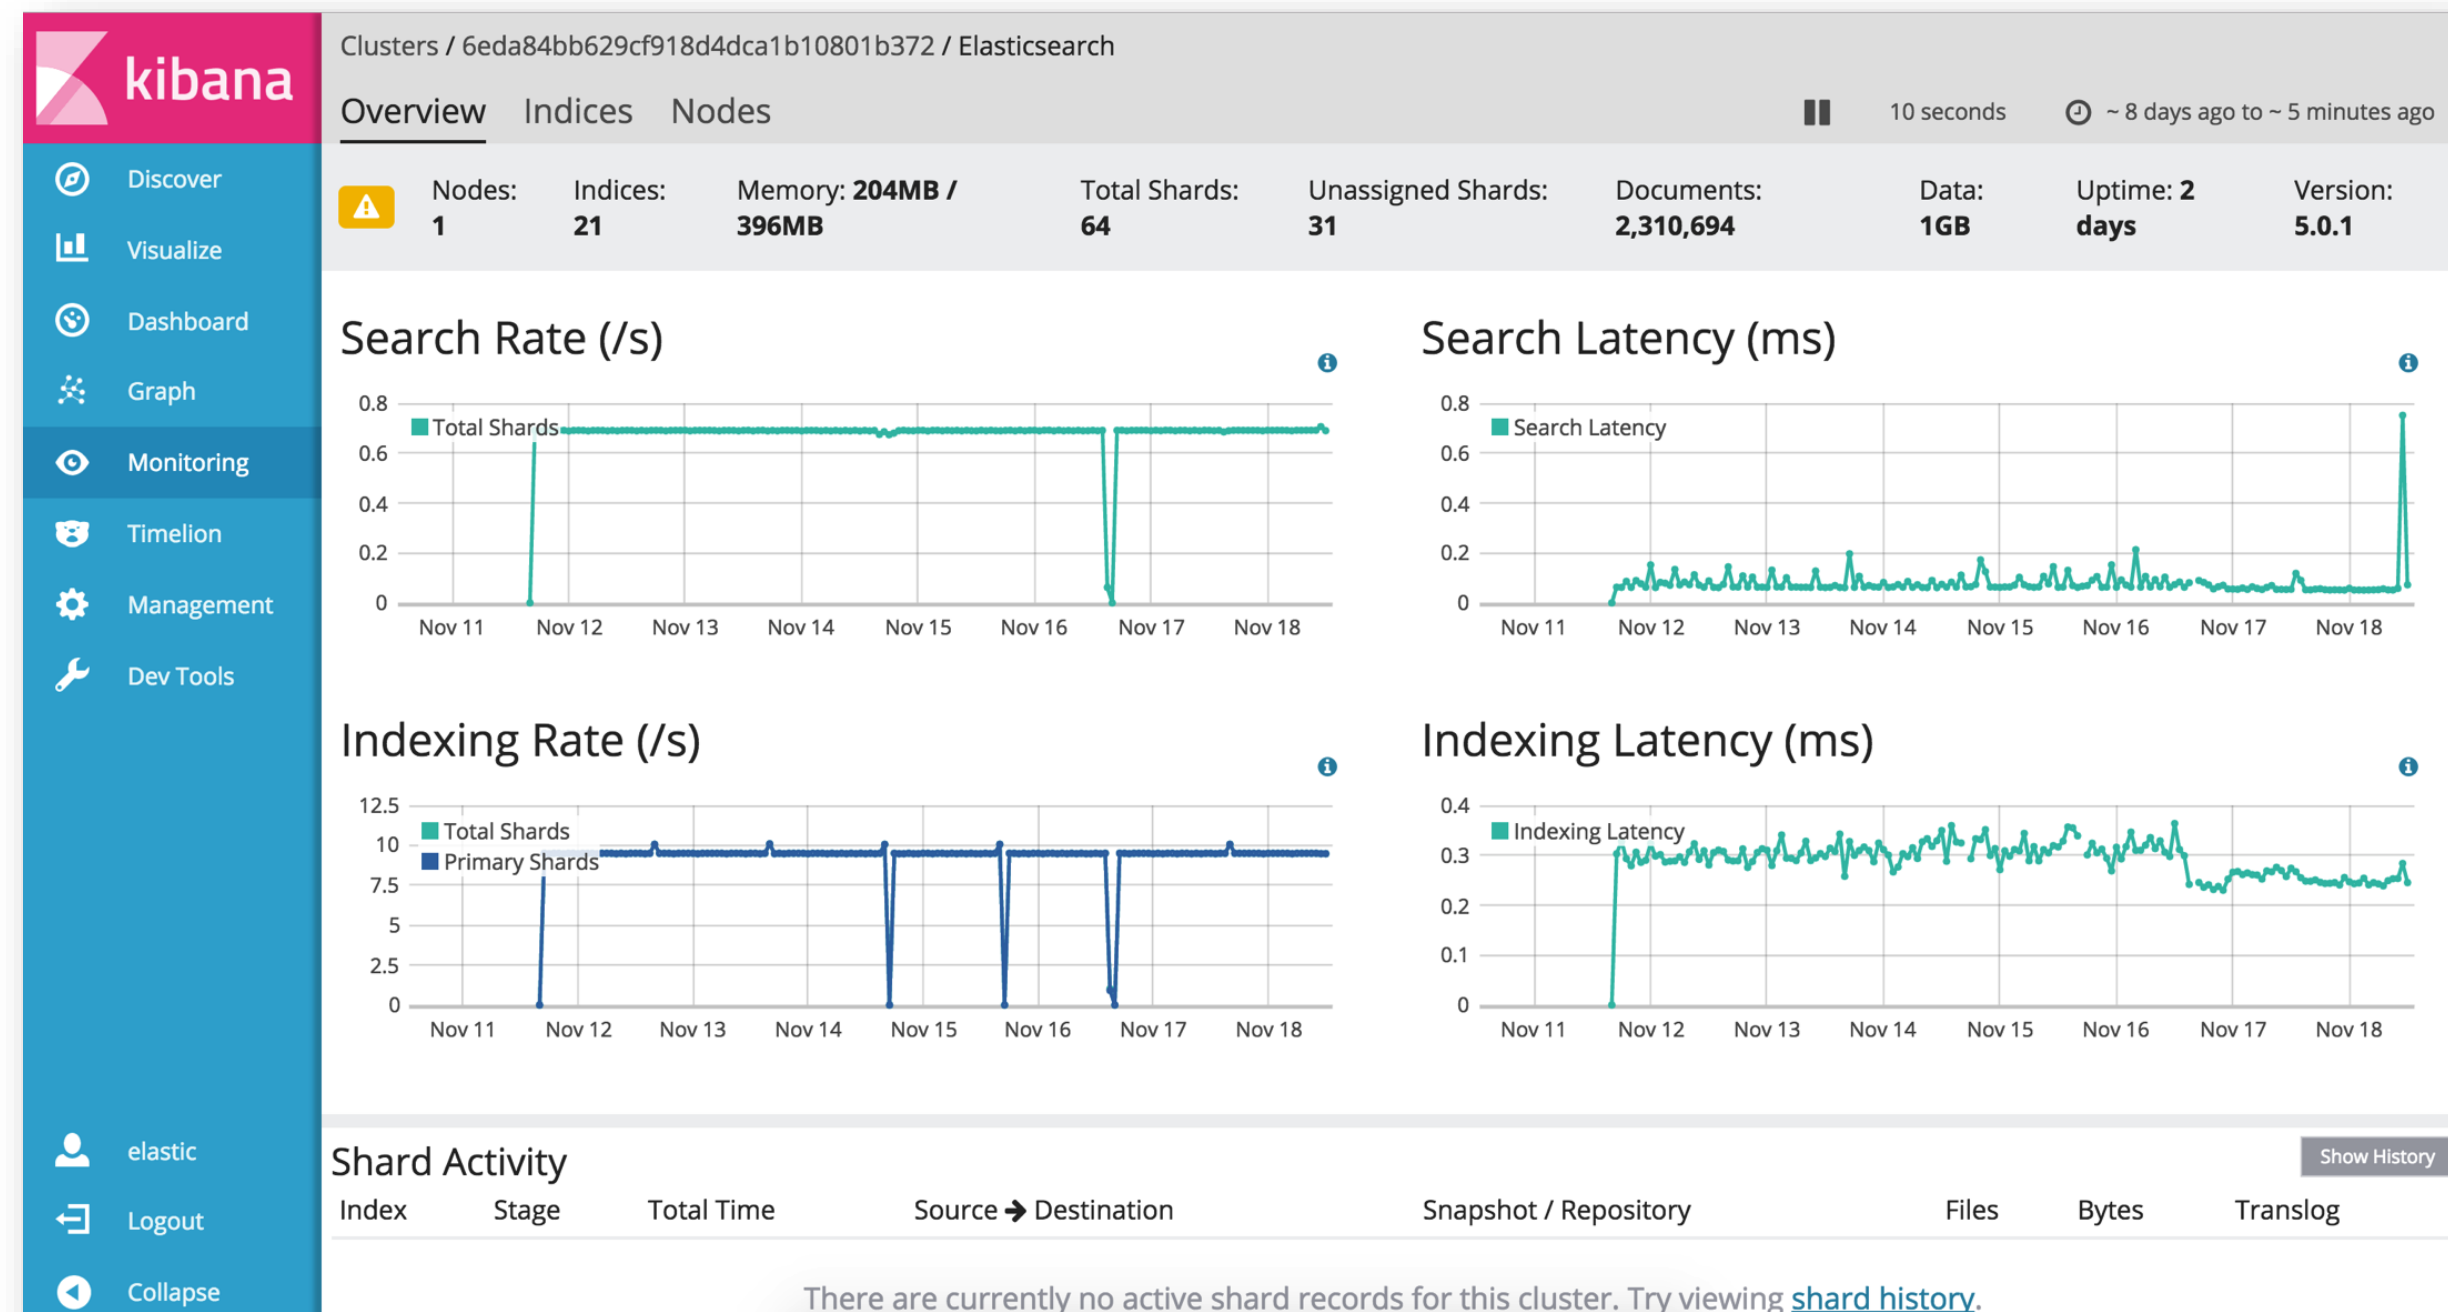 kibana
Discover
Visualize
Dashboard
Graph
Monitoring
Timelion
Management
Dev Tools
elastic
Logout
Collapse
Clusters / 6eda84bb629cf918d4dca1b10801b372 / Elasticsearch
Overview Indices Nodes
10 seconds ~ 8 days ago to ~ 5 minutes ago
Nodes: Indices: Memory: 204MB / Total Shards: Unassigned Shards: Documents: Data: Uptime: 2 Version:
1 21 396MB 64 31 2,310,694 1GB days 5.0.1
Search Rate (/s)
0.8
Total Shards
0.6
0.4
0.2
0
Nov 11 Nov 12 Nov 13 Nov 14 Nov 15 Nov 16 Nov 17 Nov 18
Search Latency (ms)
0.8
Search Latency
0.6
0.4
0.2
0
Nov 11 Nov 12 Nov 13 Nov 14 Nov 15 Nov 16 Nov 17 Nov 18
Indexing Rate (/s)
12.5
Total Shards
10
Primary Shards
7.5
5
2.5
0
Nov 11 Nov 12 Nov 13 Nov 14 Nov 15 Nov 16 Nov 17 Nov 18
Indexing Latency (ms)
0.4
Indexing Latency
0.3
0.2
0.1
0
Nov 11 Nov 12 Nov 13 Nov 14 Nov 15 Nov 16 Nov 17 Nov 18
Shard Activity
Show History
Index Stage Total Time Source → Destination Snapshot / Repository Files Bytes Translog
There are currently no active shard records for this cluster. Try viewing shard history.